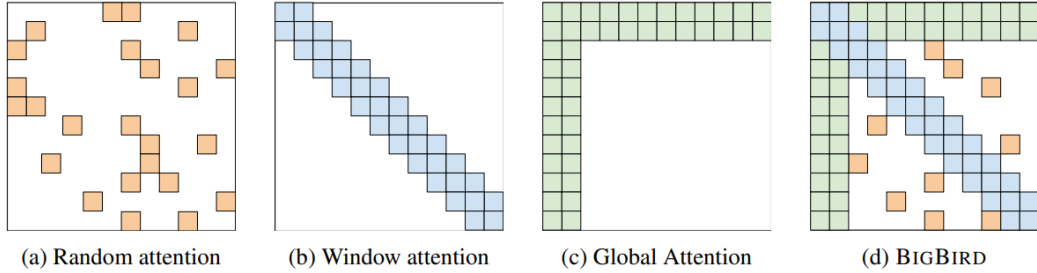 (a) Random attention
(b) Window attention
(c) Global Attention
(d) BIGBIRD